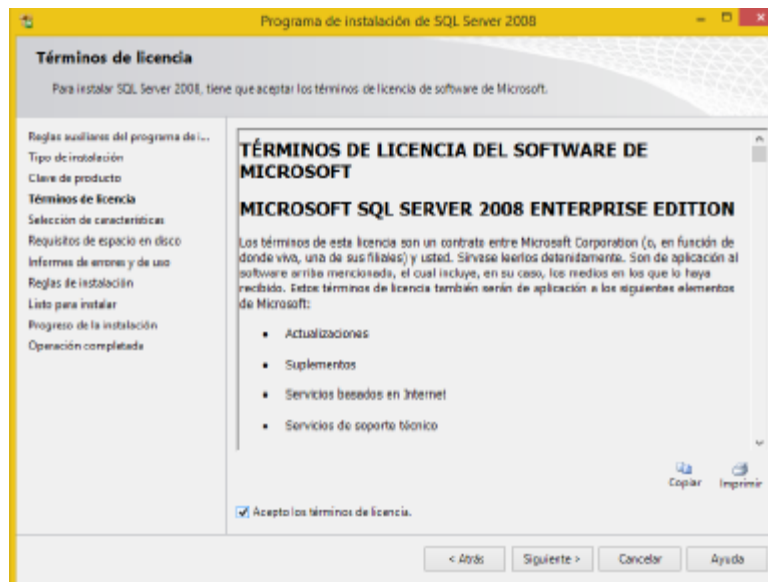 Programa de instalación de SQL Server 2008
Términos de licencia
Para instalar SQL Server 2008, tiene que aceptar los términos de licencia de software de Microsoft.
Reglas auxiliares del programa de i...
Tipo de instalación
Clave de producto
Términos de licencia
Selección de características
Requisitos de espacio en disco
Informes de errores y de uso
Reglas de instalación
Listo para instalar
Progreso de la instalación
Operación completada
TÉRMINOS DE LICENCIA DEL SOFTWARE DE
MICROSOFT
MICROSOFT SQL SERVER 2008 ENTERPRISE EDITION
Los términos de esta licencia son un contrato entre Microsoft Corporation (o, en función de
donde viva, una de sus filiales) y usted. Sírvase leerlos detenidamente. Son de aplicación al
software arriba mencionado, el cual incluye, en su caso, los medios en los que lo haya
recibido. Estos términos de licencia también serán de aplicación a los siguientes elementos
de Microsoft:
• Actualizaciones
• Suplementos
• Servicios basados en Internet
• Servicios de soporte técnico
Copiar Imprimir
Acepto los términos de licencia.
< Atrás Siguiente > Cancelar Ayuda